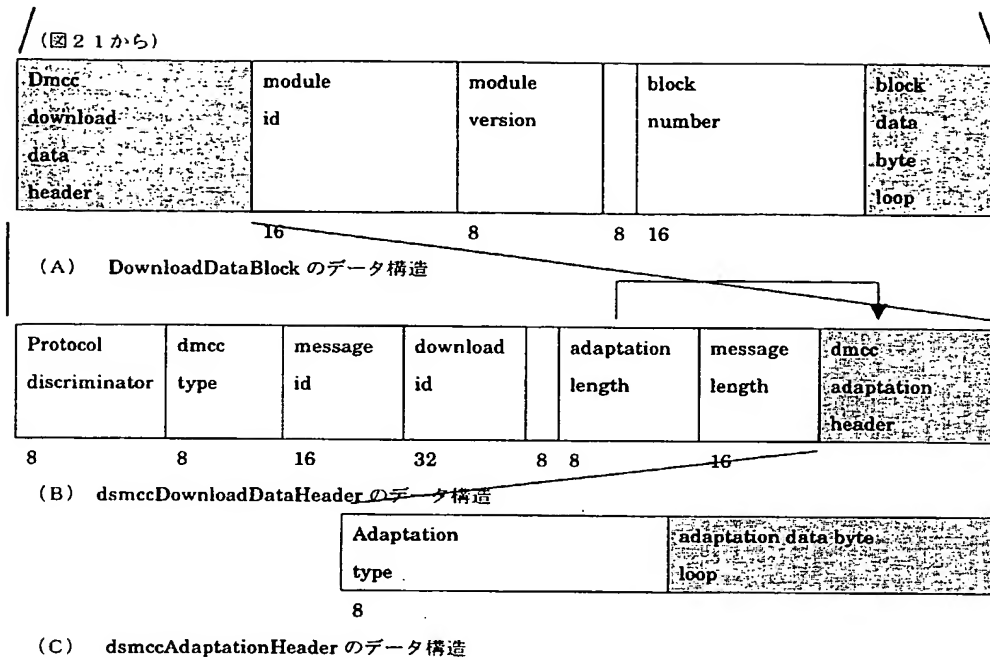 (図21から)
Dmcc download data header
module id
module version
block number
block data byte loop
16 8 8 16
(A) DownloadDataBlock のデータ構造
Protocol discriminator
dmcc type
message id
download id
adaptation length
message length
dmcc adaptation header
8 8 16 32 8 8 16
(B) dsmccDownloadDataHeader のデータ構造
Adaptation type
adaptation data byte loop
8
(C) dsmccAdaptationHeader のデータ構造